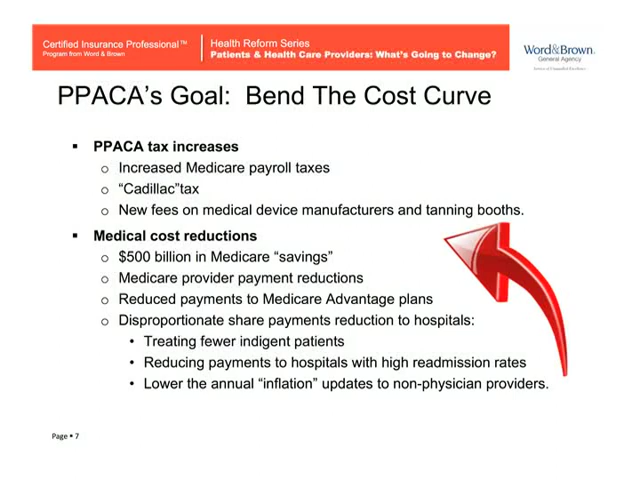 Certified Insurance Professional™
Program from Word & Brown
Health Reform Series
Patients & Health Care Providers: What's Going to Change?
Word&Brown.
General Agency
PPACA's Goal: Bend The Cost Curve
▪ PPACA tax increases
o Increased Medicare payroll taxes
o "Cadillac"tax
o New fees on medical device manufacturers and tanning booths.
▪ Medical cost reductions
o $500 billion in Medicare "savings"
o Medicare provider payment reductions
o Reduced payments to Medicare Advantage plans
o Disproportionate share payments reduction to hospitals:
• Treating fewer indigent patients
• Reducing payments to hospitals with high readmission rates
• Lower the annual "inflation" updates to non-physician providers.
Page ▪ 7